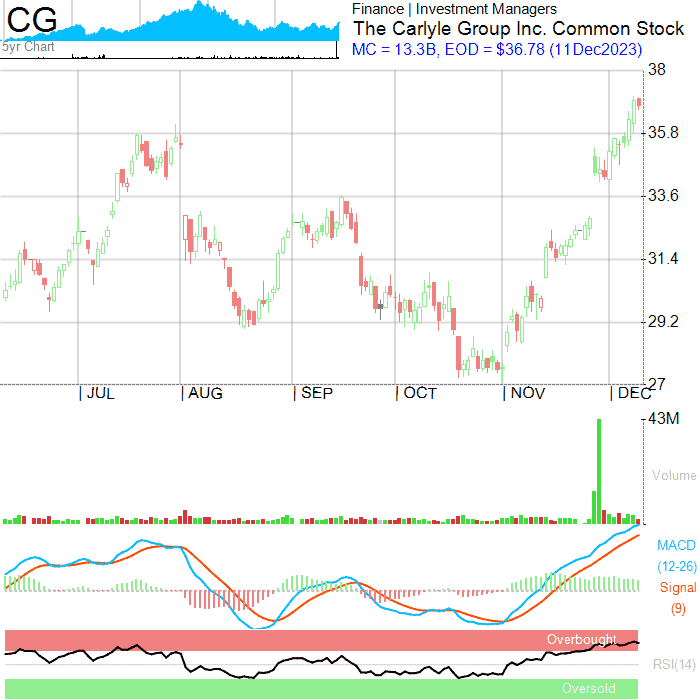 CG
5yr Chart
Finance | Investment Managers
The Carlyle Group Inc. Common Stock
MC = 13.3B, EOD = $36.78 (11Dec2023)
38
35.8
33.6
31.4
29.2
27
JUL AUG SEP OCT NOV DEC
43M
Volume
MACD
(12-26)
Signal
(9)
Overbought
RSI(14)
Oversold